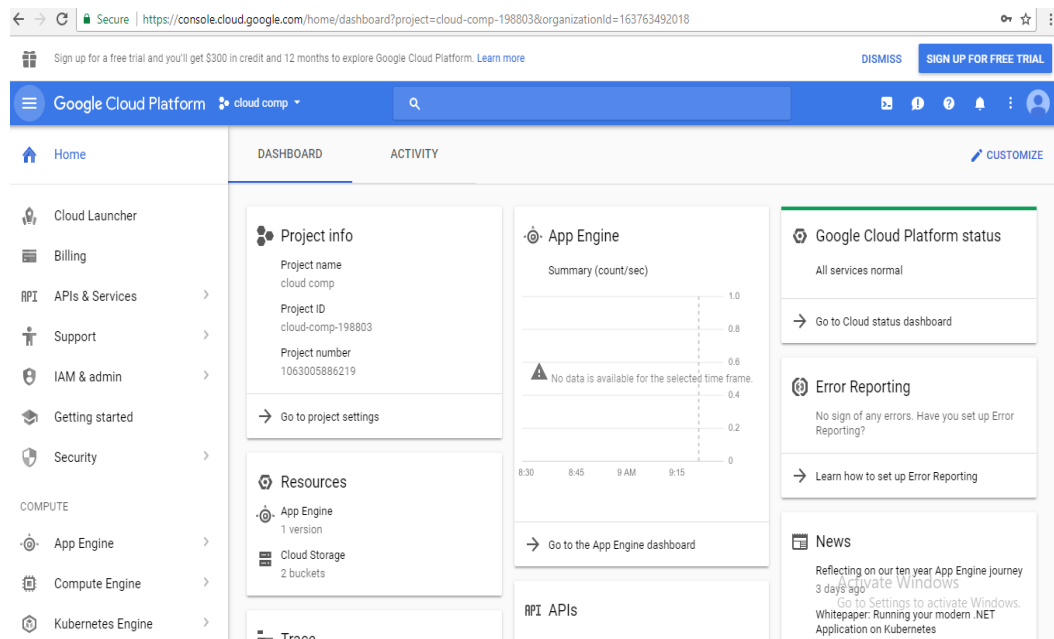 Secure | https://console.cloud.google.com/home/dashboard?project=cloud-comp-198803&organizationId=163763492018
Sign up for a free trial and you'll get $300 in credit and 12 months to explore Google Cloud Platform. Learn more
DISMISS
SIGN UP FOR FREE TRIAL
Google Cloud Platform
cloud comp
Home
DASHBOARD
ACTIVITY
CUSTOMIZE
Cloud Launcher
Billing
API APIs & Services
Support
IAM & admin
Getting started
Security
COMPUTE
App Engine
Compute Engine
Kubernetes Engine
Project info
Project name
cloud comp
Project ID
cloud-comp-198803
Project number
1063005886219
Go to project settings
Resources
App Engine
1 version
Cloud Storage
2 buckets
Trace
App Engine
Summary (count/sec)
1.0
0.8
0.6
No data is available for the selected time frame.
0.4
0.2
0
8:30 8:45 9 AM 9:15
Go to the App Engine dashboard
API APIs
Google Cloud Platform status
All services normal
Go to Cloud status dashboard
Error Reporting
No sign of any errors. Have you set up Error
Reporting?
Learn how to set up Error Reporting
News
Reflecting on our ten year App Engine journey
3 days ago
Whitepaper: Running your modern .NET
Application on Kubernetes
Activate Windows
Go to Settings to activate Windows.